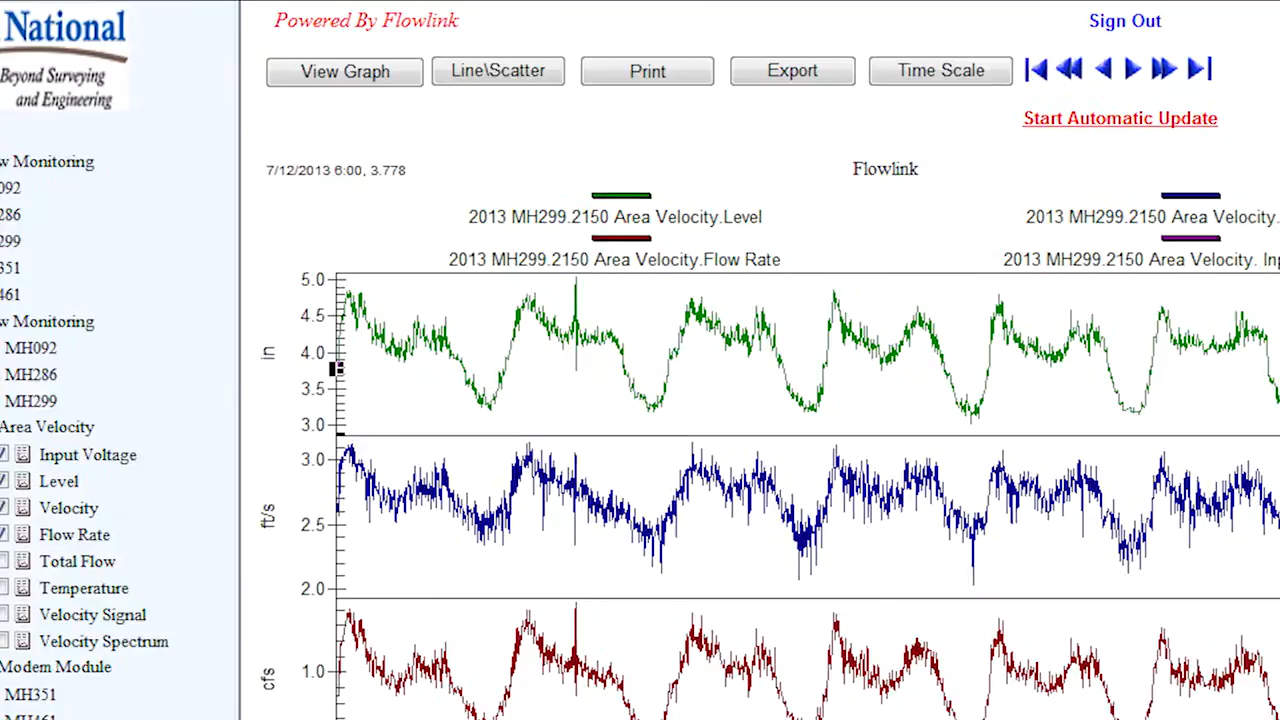 National
Beyond Surveying
and Engineering
w Monitoring
092
286
299
351
461
w Monitoring
MH092
MH286
MH299
Area Velocity
Input Voltage
Level
Velocity
Flow Rate
Total Flow
Temperature
Velocity Signal
Velocity Spectrum
Modem Module
MH351
MH461
Powered By Flowlink
Sign Out
View Graph
Line\Scatter
Print
Export
Time Scale
Start Automatic Update
7/12/2013 6:00, 3.778
Flowlink
2013 MH299.2150 Area Velocity.Level
2013 MH299.2150 Area Velocity.
2013 MH299.2150 Area Velocity.Flow Rate
2013 MH299.2150 Area Velocity. Inp
5.0
4.5
in
4.0
3.5
3.0
3.0
ft/s
2.5
2.0
cfs
1.0